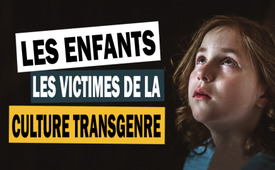 LES ENFANTS
LES VICTIMES DE LA
CULTURE TRANSGENRE